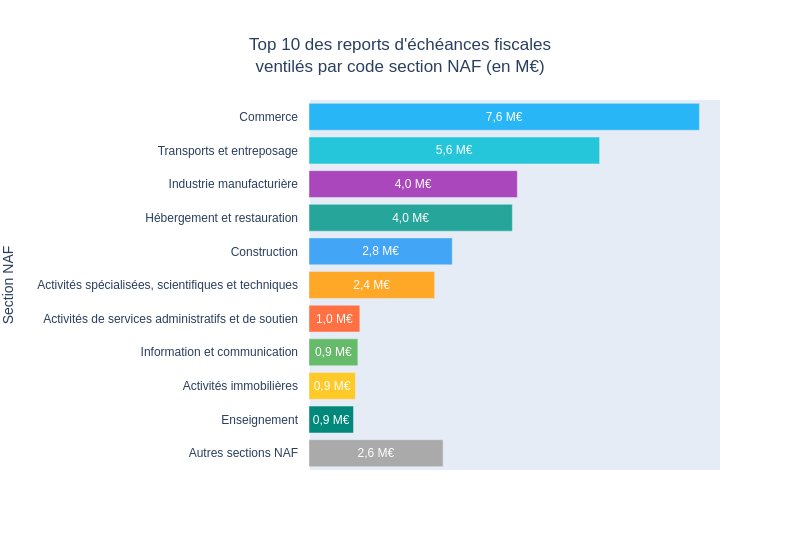 Top 10 des reports d'échéances fiscales
ventilés par code section NAF (en M€)
Section NAF
Commerce 7,6 M€
Transports et entreposage 5,6 M€
Industrie manufacturière 4,0 M€
Hébergement et restauration 4,0 M€
Construction 2,8 M€
Activités spécialisées, scientifiques et techniques 2,4 M€
Activités de services administratifs et de soutien 1,0 M€
Information et communication 0,9 M€
Activités immobilières 0,9 M€
Enseignement 0,9 M€
Autres sections NAF 2,6 M€